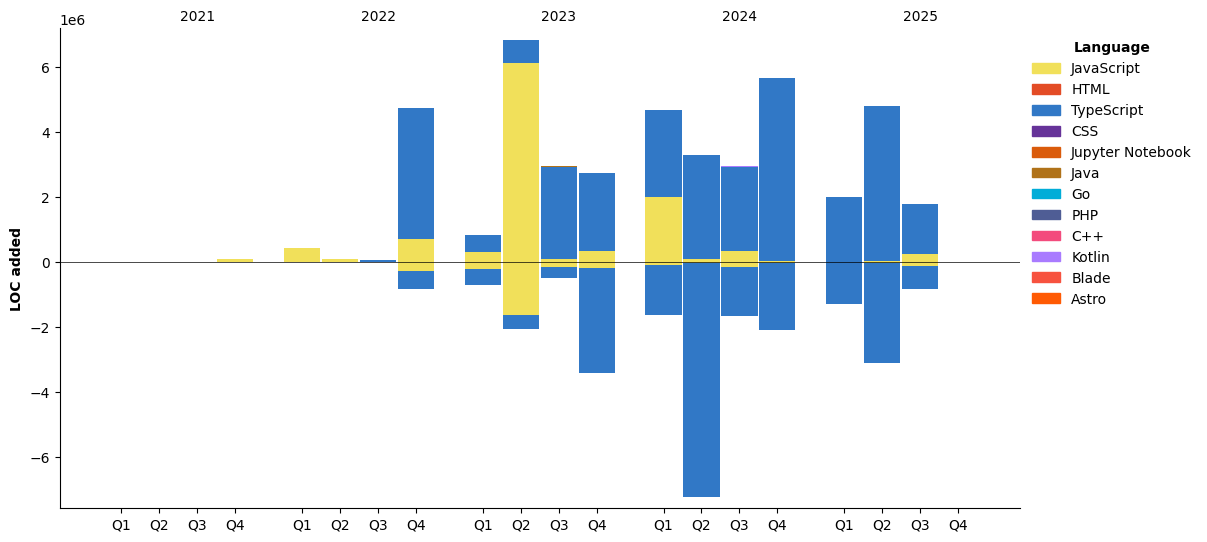 2021 2022 2023 2024 2025
1e6
6
4
2
0
−2
−4
−6
LOC added
Q1 Q2 Q3 Q4 Q1 Q2 Q3 Q4 Q1 Q2 Q3 Q4 Q1 Q2 Q3 Q4 Q1 Q2 Q3 Q4
Language
JavaScript
HTML
TypeScript
CSS
Jupyter Notebook
Java
Go
PHP
C++
Kotlin
Blade
Astro